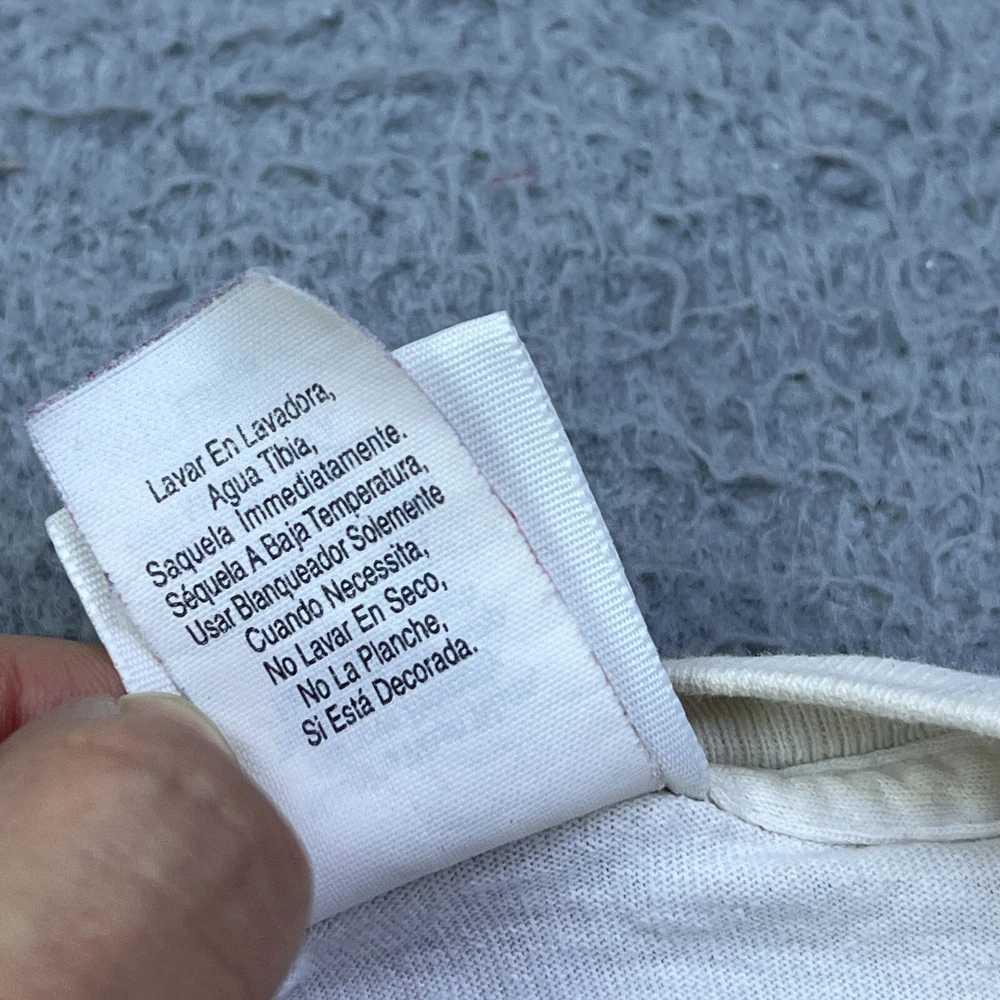 Lavar En Lavadora,
Agua Tibia,
Saquela Immediatamente.
Séquela A Baja Temperatura,
Usar Blanqueador Solemente
Cuando Necessita,
No Lavar En Seco,
No La Planche,
Si Está Decorada.